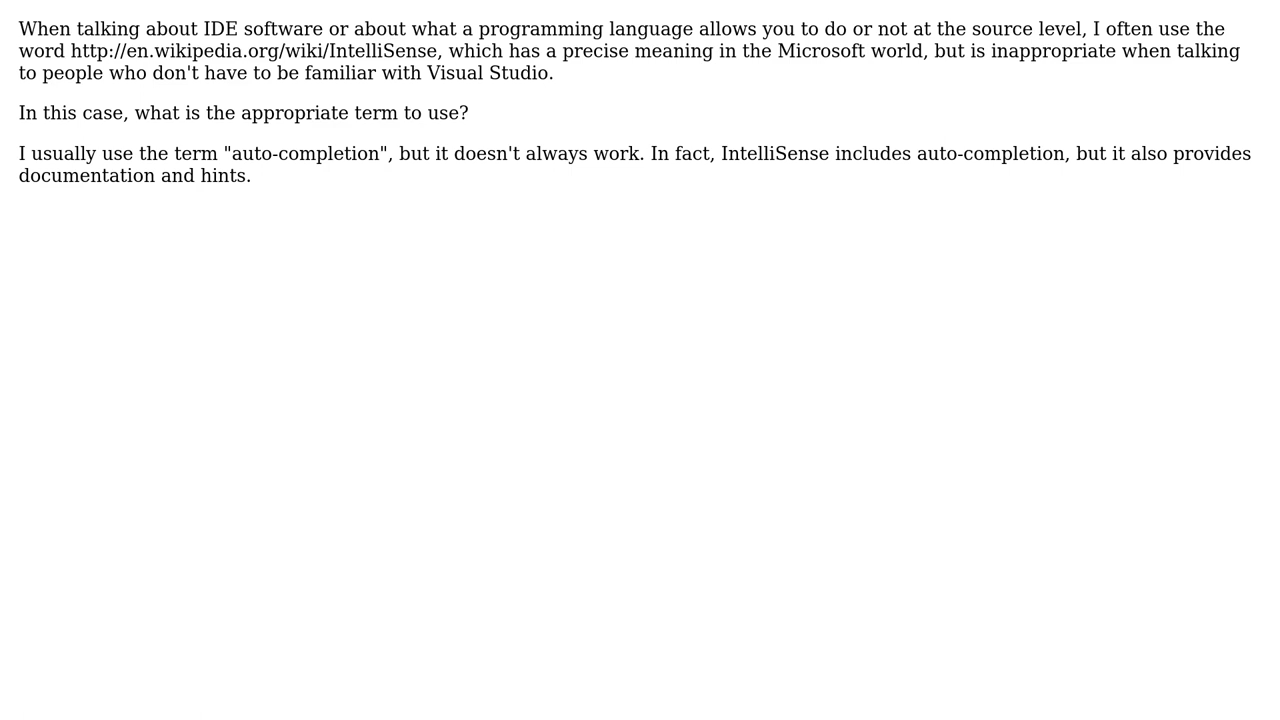 When talking about IDE software or about what a programming language allows you to do or not at the source level, I often use the
word http://en.wikipedia.org/wiki/IntelliSense, which has a precise meaning in the Microsoft world, but is inappropriate when talking
to people who don't have to be familiar with Visual Studio.
In this case, what is the appropriate term to use?
I usually use the term "auto-completion", but it doesn't always work. In fact, IntelliSense includes auto-completion, but it also provides
documentation and hints.